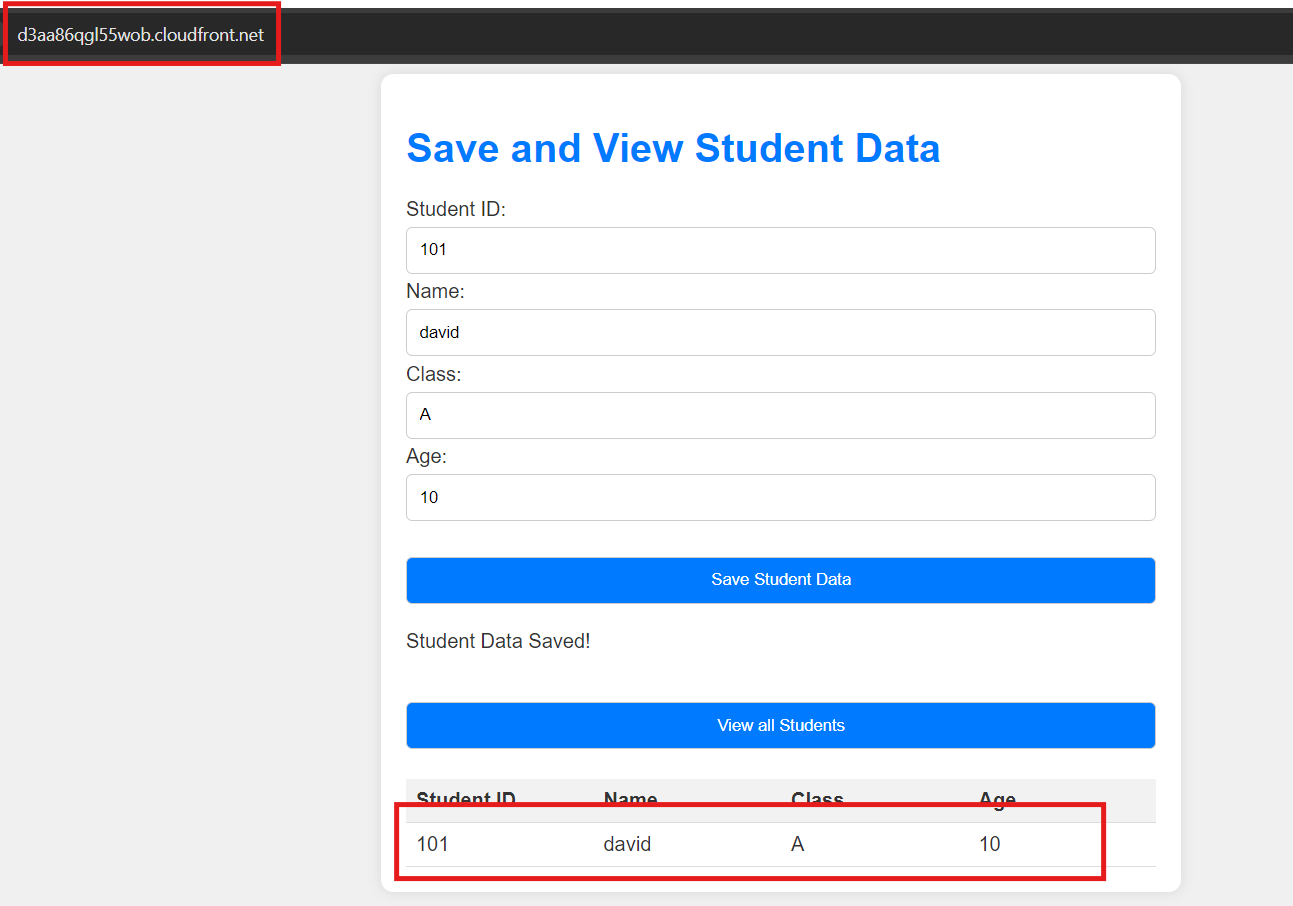 d3aa86qgl55wob.cloudfront.net
Save and View Student Data
Student ID:
101
Name:
david
Class:
A
Age:
10
Save Student Data
Student Data Saved!
View all Students
Student ID Name Class Age
101 david A 10